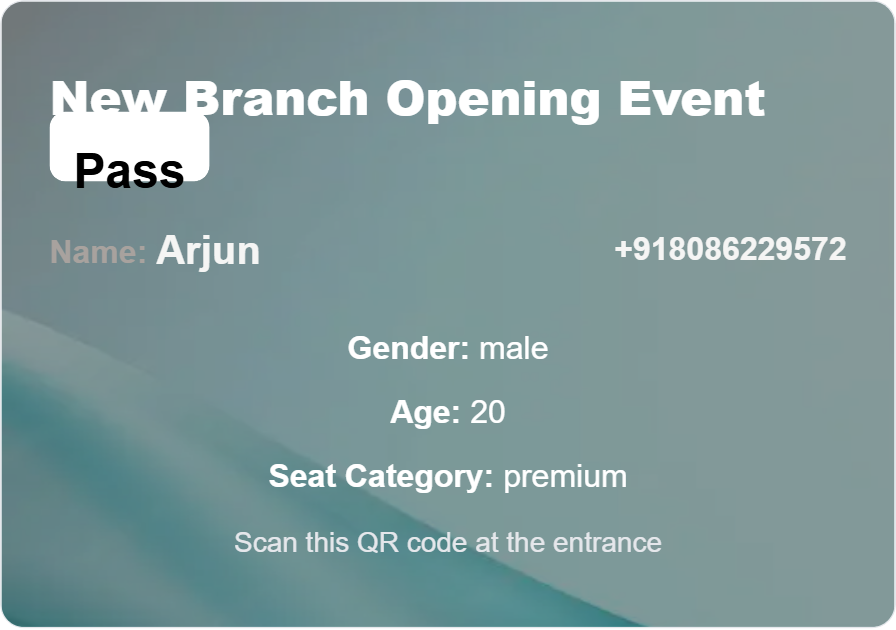 New Branch Opening Event
Pass
Name: Arjun
+918086229572
Gender: male
Age: 20
Seat Category: premium
Scan this QR code at the entrance